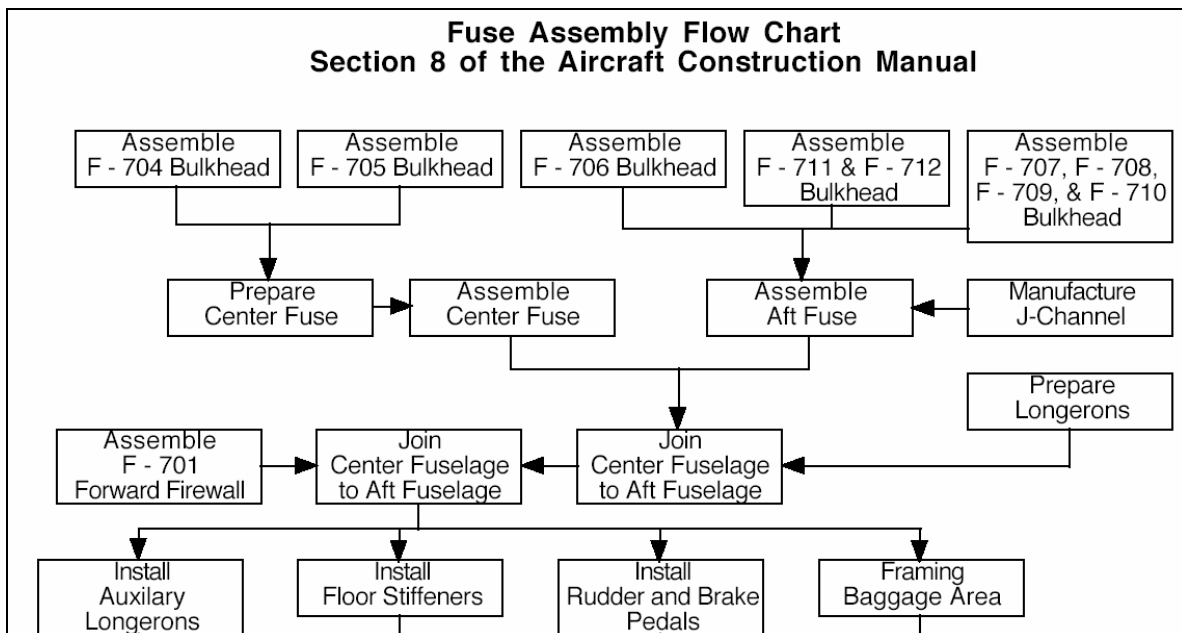 Fuse Assembly Flow Chart
Section 8 of the Aircraft Construction Manual
Assemble
F - 704 Bulkhead
Assemble
F - 705 Bulkhead
Assemble
F - 706 Bulkhead
Assemble
F - 711 & F - 712
Bulkhead
Assemble
F - 707, F - 708,
F - 709, & F - 710
Bulkhead
Prepare
Center Fuse
Assemble
Center Fuse
Assemble
Aft Fuse
Manufacture
J-Channel
Prepare
Longerons
Assemble
F - 701
Forward Firewall
Join
Center Fuselage
to Aft Fuselage
Join
Center Fuselage
to Aft Fuselage
Install
Auxilary
Longerons
Install
Floor Stiffeners
Install
Rudder and Brake
Pedals
Framing
Baggage Area